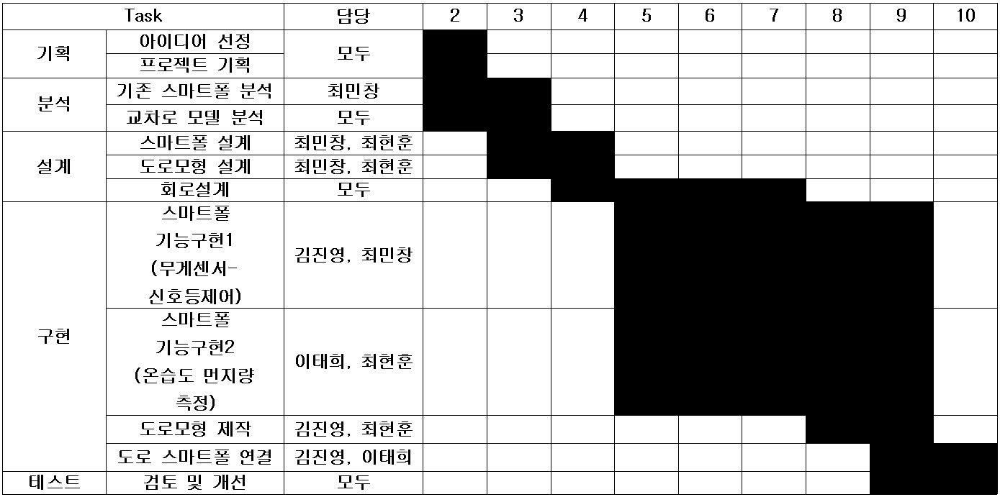 Task 담당 2 3 4 5 6 7 8 9 10
기획 아이디어 선정 모두
프로젝트 기획
분석 기존 스마트폴 분석 최민창
교차로 모델 분석 모두
설계 스마트폴 설계 최민창, 최현훈
도로모형 설계 최민창, 최현훈
회로설계 모두
구현
스마트폴
기능구현1
(무게센서-
신호등제어)
김진영, 최민창
스마트폴
기능구현2
(온습도 먼지량
측정)
이태희, 최현훈
도로모형 제작 김진영, 최현훈
도로 스마트폴 연결 김진영, 이태희
테스트 검토 및 개선 모두